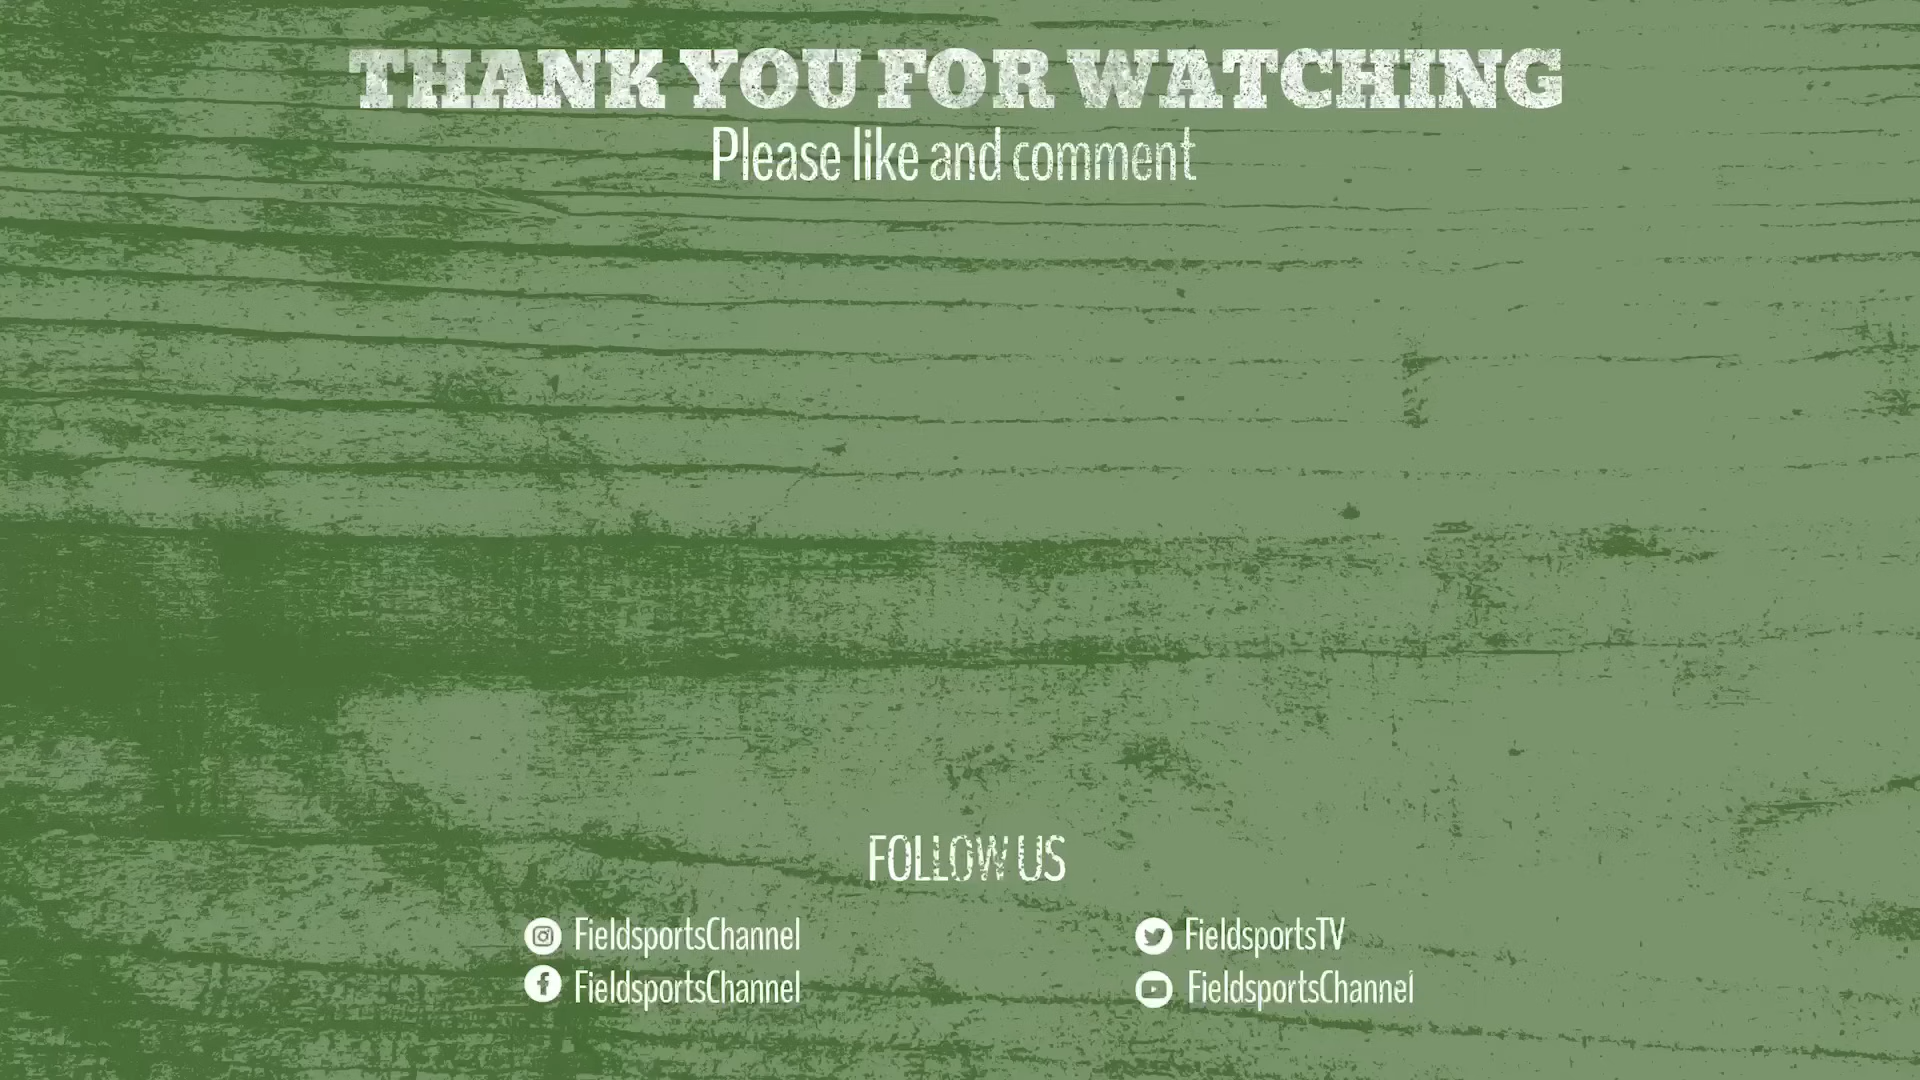 THANK YOU FOR WATCHING
Please like and comment
FOLLOW US
FieldsportsChannel
FieldsportsTV
FieldsportsChannel
FieldsportsChannel